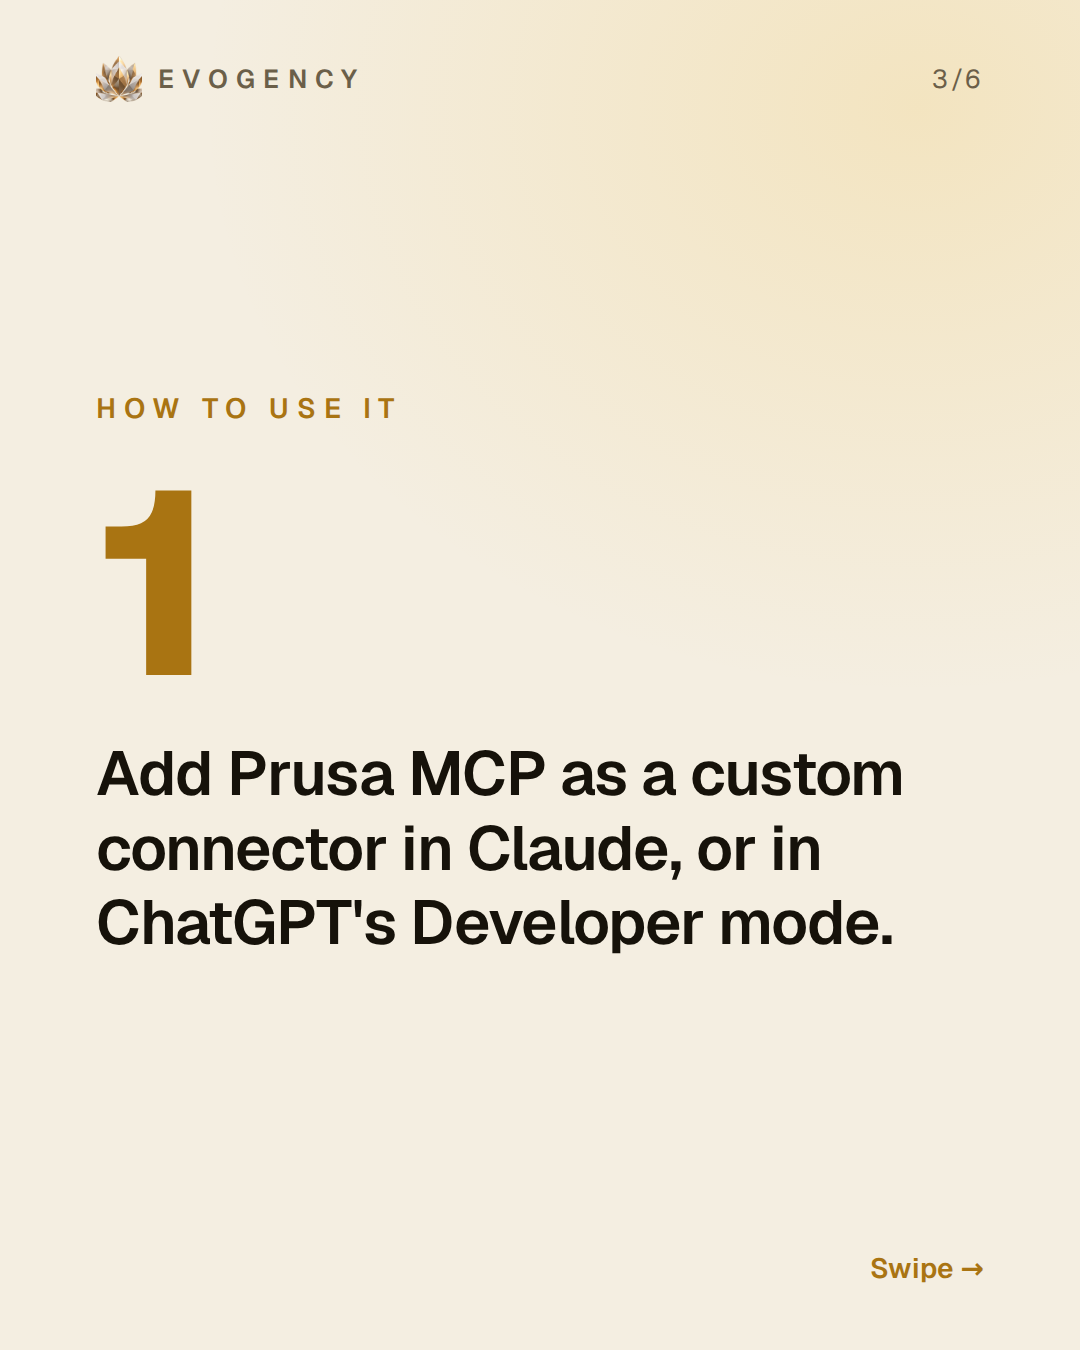 EVOGENCY
3/6
HOW TO USE IT
1
Add Prusa MCP as a custom
connector in Claude, or in
ChatGPT's Developer mode.
Swipe →